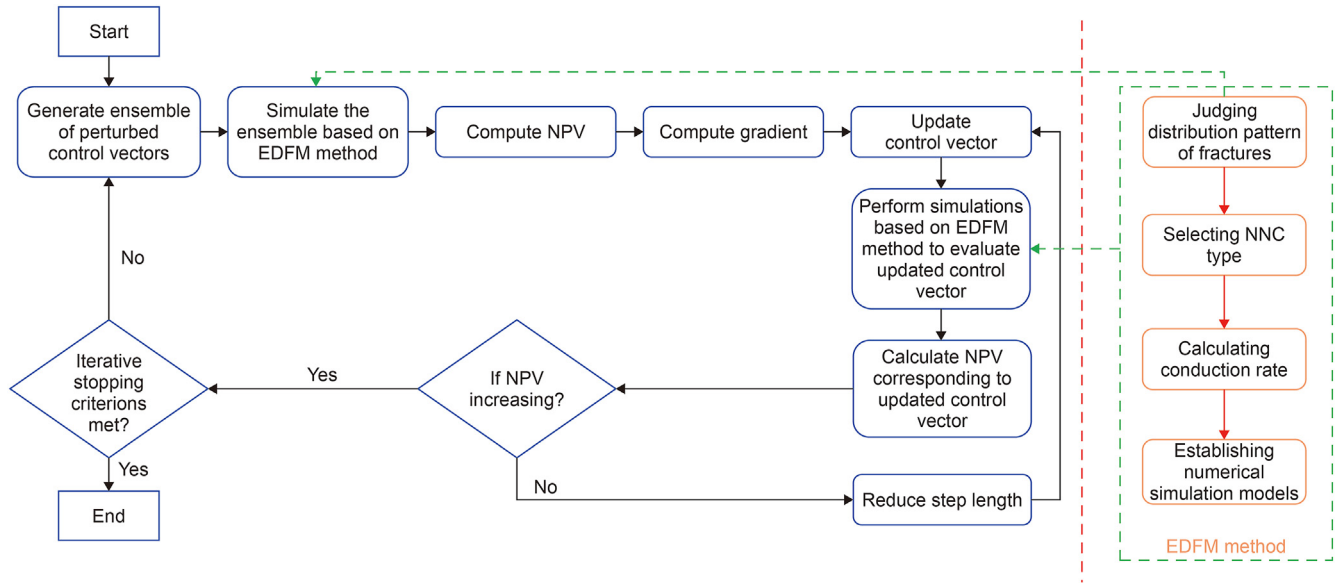 Start
Generate ensemble
of perturbed
control vectors
Simulate the
ensemble based on
EDFM method
Compute NPV
Compute gradient
Update
control vector
Perform simulations
based on EDFM
method to evaluate
updated control
vector
Calculate NPV
corresponding to
updated control
vector
If NPV
increasing?
Yes
No
Reduce step length
Iterative
stopping
criterions
met?
No
Yes
End
Judging
distribution pattern
of fractures
Selecting NNC
type
Calculating
conduction rate
Establishing
numerical
simulation models
EDFM method